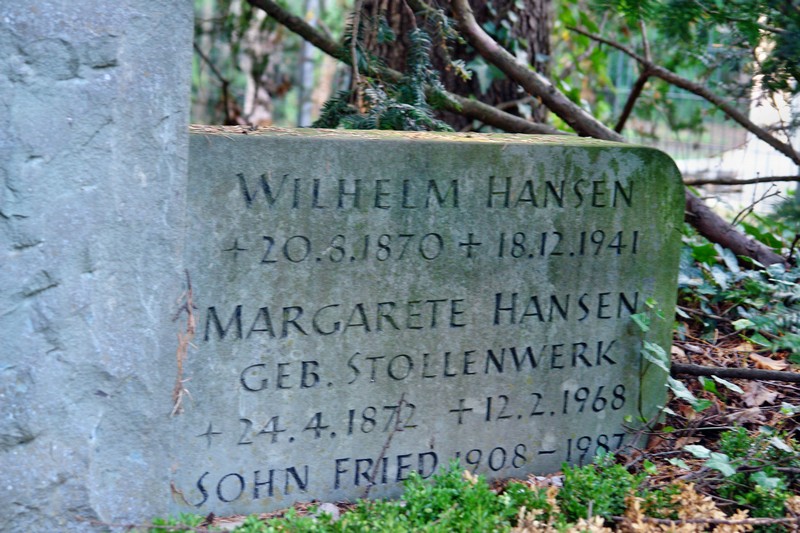 WILHELM HANSEN
+ 20.8.1870 + 18.12.1941
MARGARETE HANSEN
GEB. STOLLENWERK
+ 24.4.1872 + 12.2.1968
SOHN FRIED 1908 - 1987